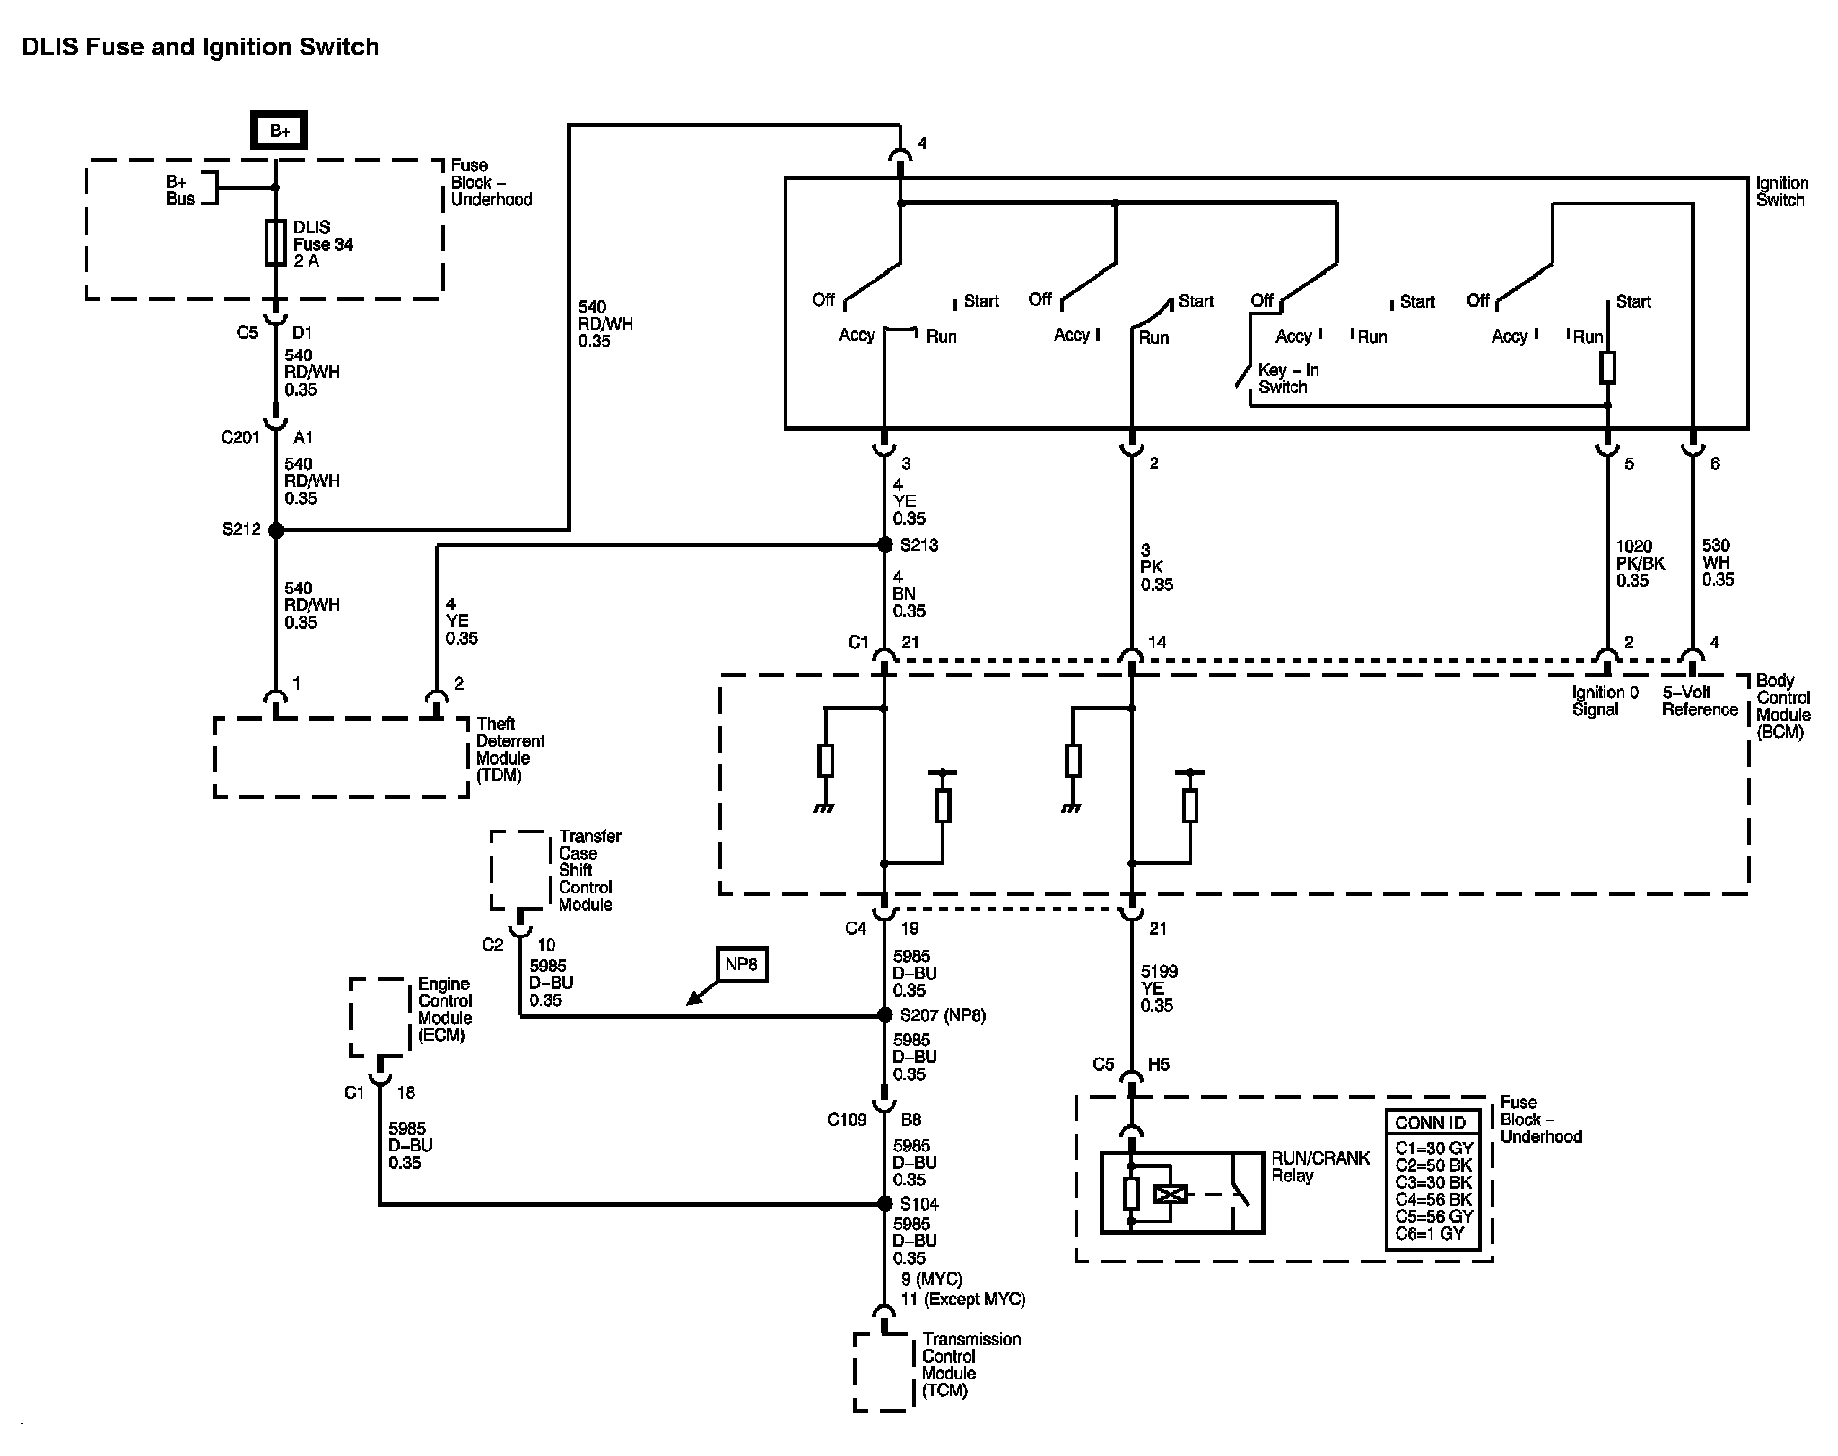 DLIS Fuse and Ignition Switch
B+
Fuse
Block –
Underhood
B+
Bus
DLIS
Fuse 34
2 A
C5
D1
540
RD/WH
0.35
C201
A1
540
RD/WH
0.35
S212
540
RD/WH
0.35
1
4
YE
0.35
2
Theft
Deterrent
Module
(TDM)
540
RD/WH
0.35
4
Ignition
Switch
Off
Start
Accy
Run
Off
Start
Accy
Run
Off
Start
Accy
Run
Key – In
Switch
Off
Start
Accy
Run
3
2
5
6
4
YE
0.35
S213
4
BN
0.35
3
PK
0.35
1020
PK/BK
0.35
530
WH
0.35
C1
21
14
2
4
Ignition 0
Signal
5–Volt
Reference
Body
Control
Module
(BCM)
Transfer
Case
Shift
Control
Module
C2
10
5985
D–BU
0.35
NP8
C4
19
21
5985
D–BU
0.35
S207 (NP8)
5985
D–BU
0.35
5199
YE
0.35
Engine
Control
Module
(ECM)
C1
18
5985
D–BU
0.35
C109
B8
5985
D–BU
0.35
S104
5985
D–BU
0.35
9 (MYC)
11 (Except MYC)
Transmission
Control
Module
(TCM)
C5
H5
Fuse
Block –
Underhood
RUN/CRANK
Relay
CONN ID
C1=30 GY
C2=50 BK
C3=30 BK
C4=56 BK
C5=56 GY
C6=1 GY